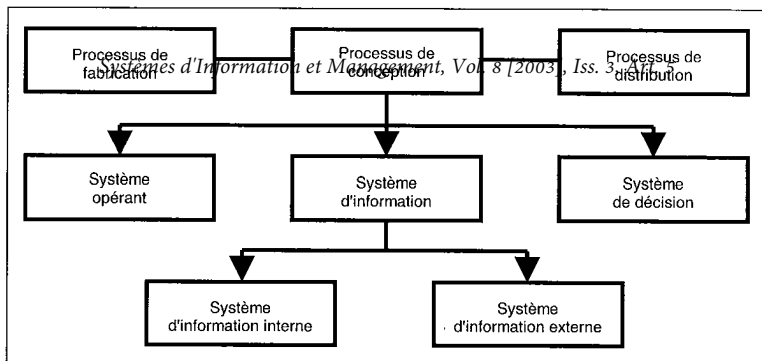 Processus de
fabrication
Processus de
conception
Processus de
distribution
Systèmes d'Information et Management, Vol. 8 [2003], Iss. 3, Art. 5
Système
opérant
Système
d'information
Système
de décision
Système
d'information interne
Système
d'information externe